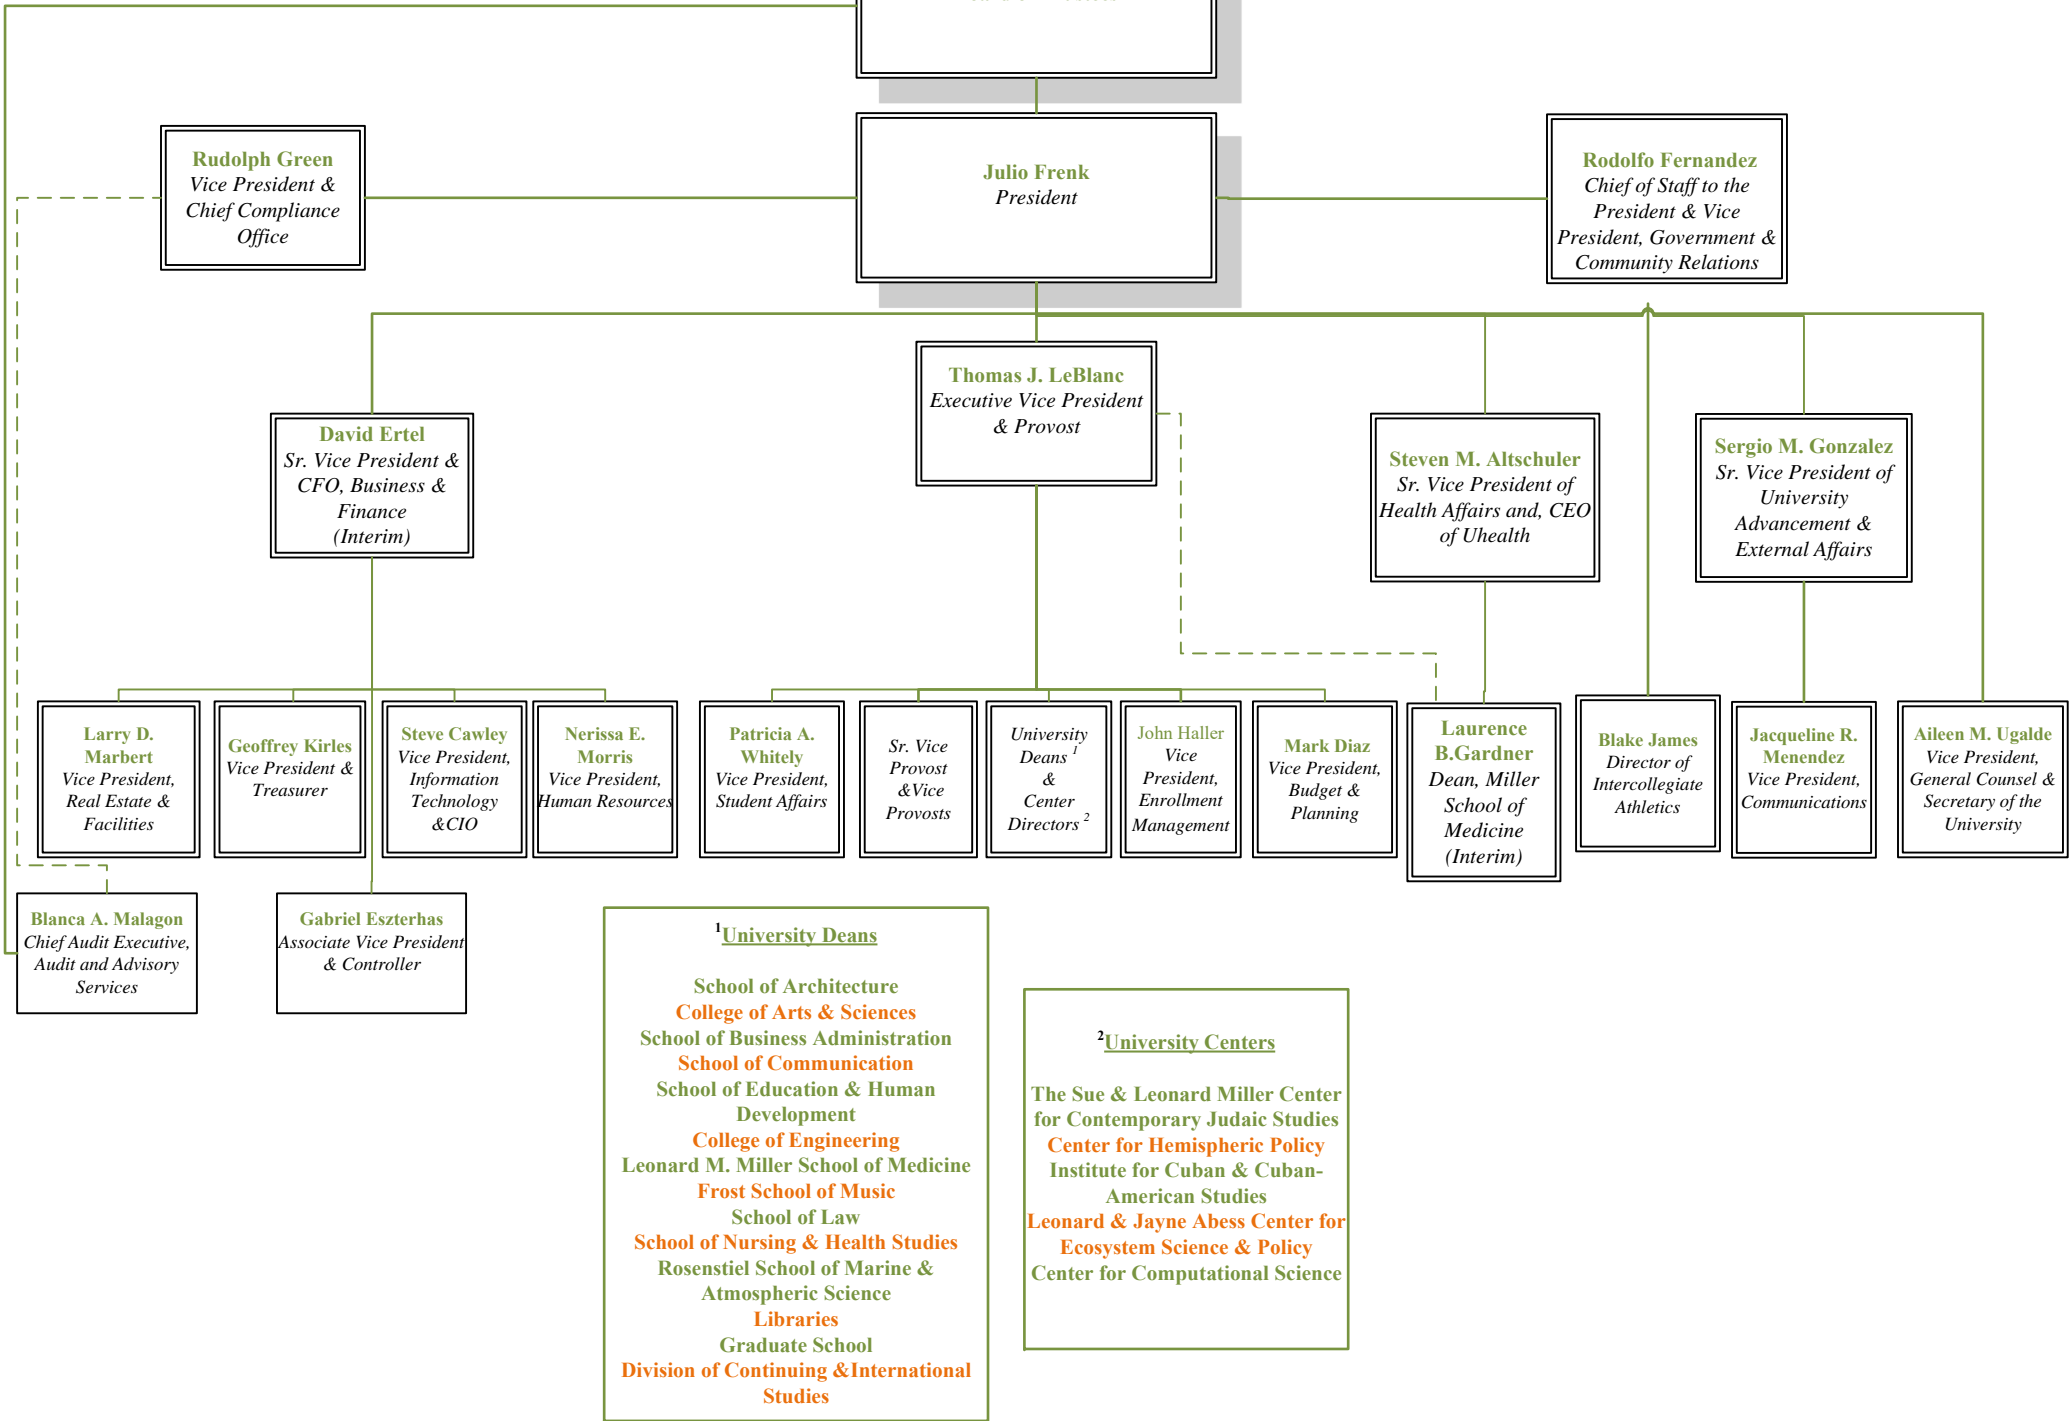 Rudolph Green
Vice President &
Chief Compliance
Office
Julio Frenk
President
Rodolfo Fernandez
Chief of Staff to the
President & Vice
President, Government &
Community Relations
Thomas J. LeBlanc
Executive Vice President
& Provost
David Ertel
Sr. Vice President &
CFO, Business &
Finance
(Interim)
Steven M. Altschuler
Sr. Vice President of
Health Affairs and, CEO
of Uhealth
Sergio M. Gonzalez
Sr. Vice President of
University
Advancement &
External Affairs
Larry D.
Marbert
Vice President,
Real Estate &
Facilities
Geoffrey Kirles
Vice President &
Treasurer
Steve Cawley
Vice President,
Information
Technology
&CIO
Nerissa E.
Morris
Vice President,
Human Resources
Patricia A.
Whitely
Vice President,
Student Affairs
Sr. Vice
Provost
&Vice
Provosts
University
Deans 1
&
Center
Directors 2
John Haller
Vice
President,
Enrollment
Management
Mark Diaz
Vice President,
Budget &
Planning
Laurence
B.Gardner
Dean, Miller
School of
Medicine
(Interim)
Blake James
Director of
Intercollegiate
Athletics
Jacqueline R.
Menendez
Vice President,
Communications
Aileen M. Ugalde
Vice President,
General Counsel &
Secretary of the
University
Blanca A. Malagon
Chief Audit Executive,
Audit and Advisory
Services
Gabriel Eszterhas
Associate Vice President
& Controller
1University Deans
School of Architecture
College of Arts & Sciences
School of Business Administration
School of Communication
School of Education & Human
Development
College of Engineering
Leonard M. Miller School of Medicine
Frost School of Music
School of Law
School of Nursing & Health Studies
Rosenstiel School of Marine &
Atmospheric Science
Libraries
Graduate School
Division of Continuing &International
Studies
2University Centers
The Sue & Leonard Miller Center
for Contemporary Judaic Studies
Center for Hemispheric Policy
Institute for Cuban & Cuban-
American Studies
Leonard & Jayne Abess Center for
Ecosystem Science & Policy
Center for Computational Science